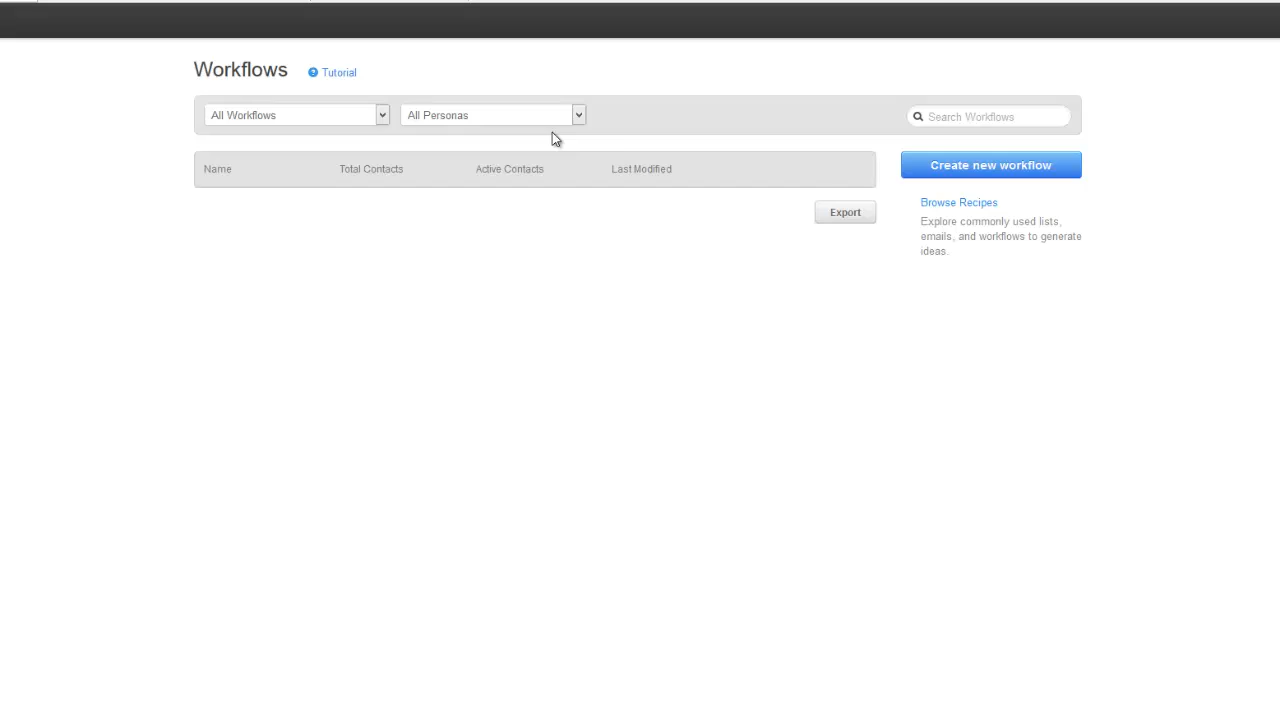 Workflows
Tutorial
All Workflows
All Personas
Search Workflows
Name
Total Contacts
Active Contacts
Last Modified
Create new workflow
Export
Browse Recipes
Explore commonly used lists,
emails, and workflows to generate
ideas.